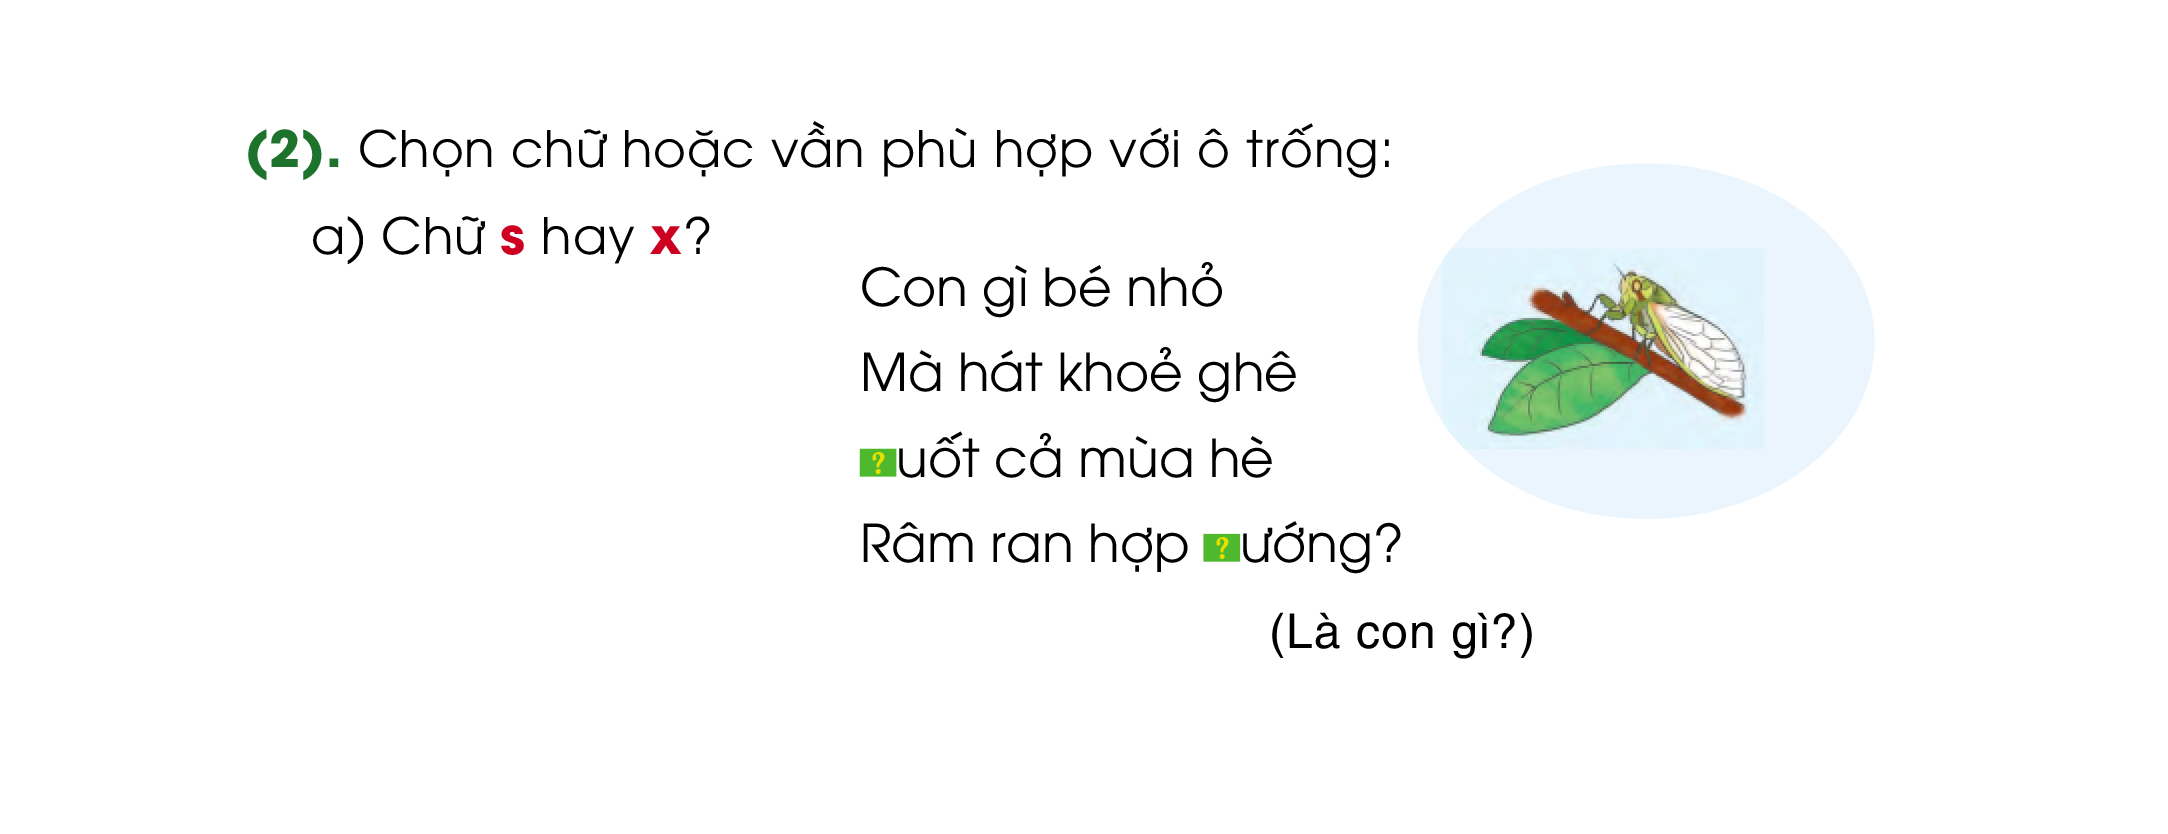 (2). Chọn chữ hoặc vần phù hợp với ô trống:
a) Chữ s hay x?
Con gì bé nhỏ
Mà hát khoẻ ghê
?uốt cả mùa hè
Râm ran hợp ?ướng?
(Là con gì?)